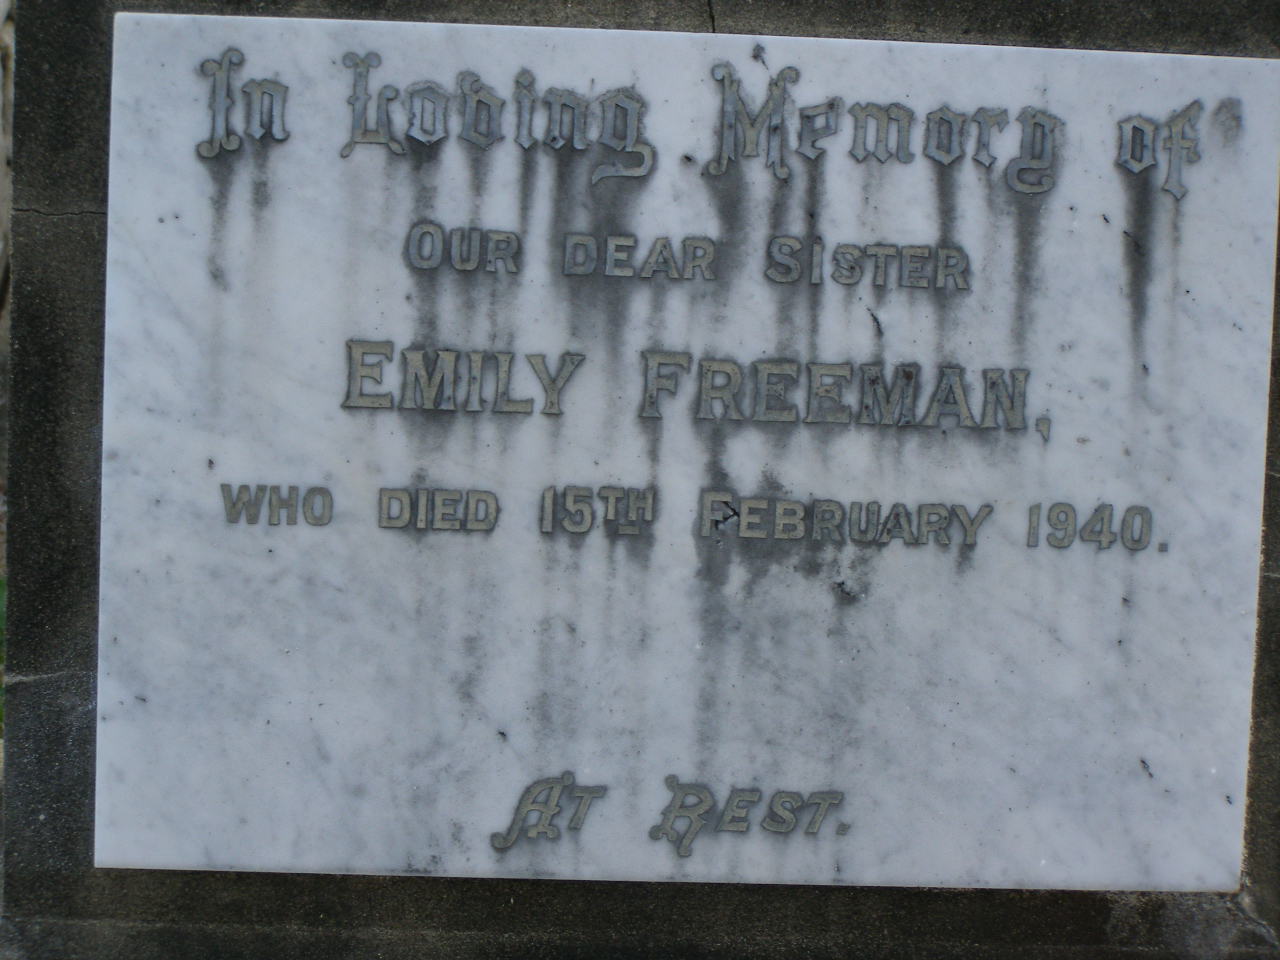 In Loving Memory of
OUR DEAR SISTER
EMILY FREEMAN,
WHO DIED 15TH FEBRUARY 1940.
AT REST.